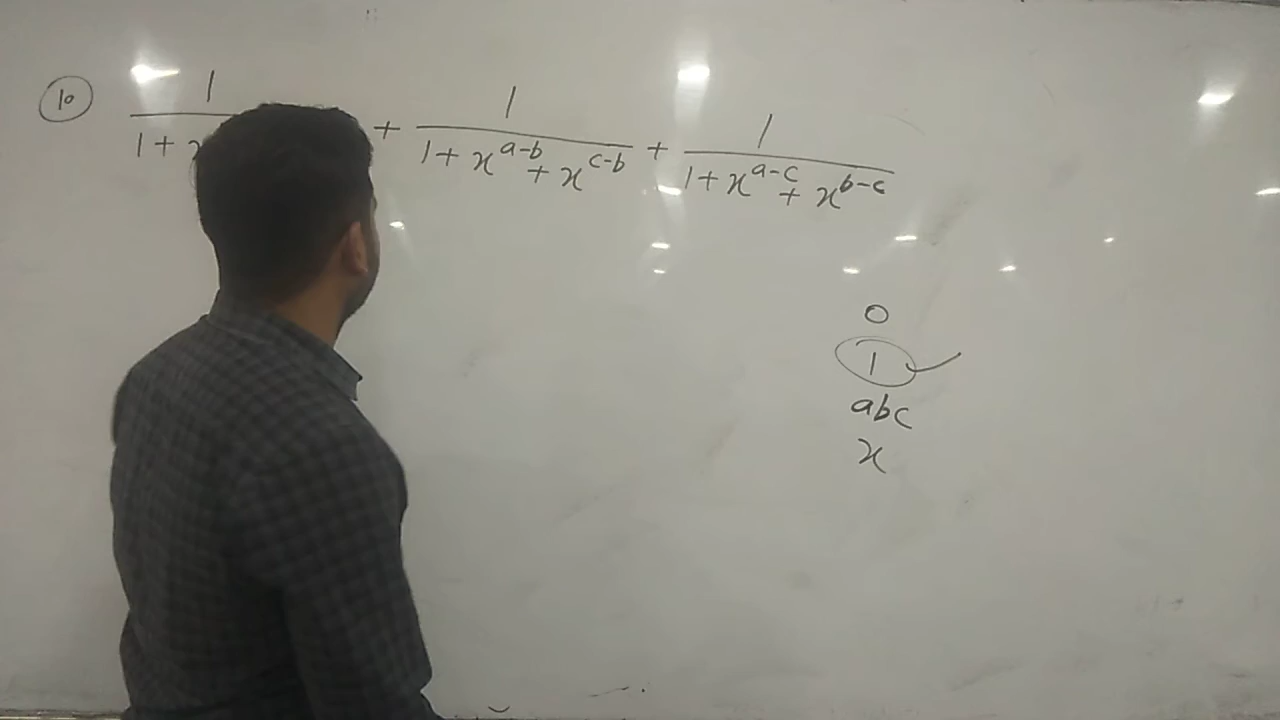 10 1/(1+x + 1/(1+x^(a-b)+x^(c-b)) + 1/(1+x^(a-c)+x^(b-c))
0
1
abc
x